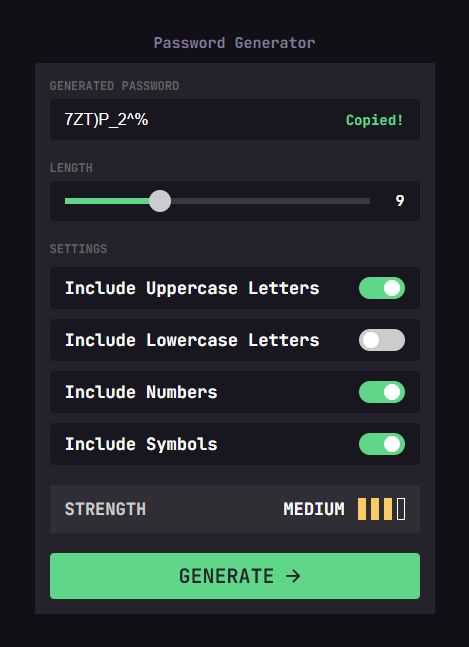 Password Generator
GENERATED PASSWORD
7ZT)P_2^% Copied!
LENGTH
9
SETTINGS
Include Uppercase Letters
Include Lowercase Letters
Include Numbers
Include Symbols
STRENGTH MEDIUM
GENERATE →